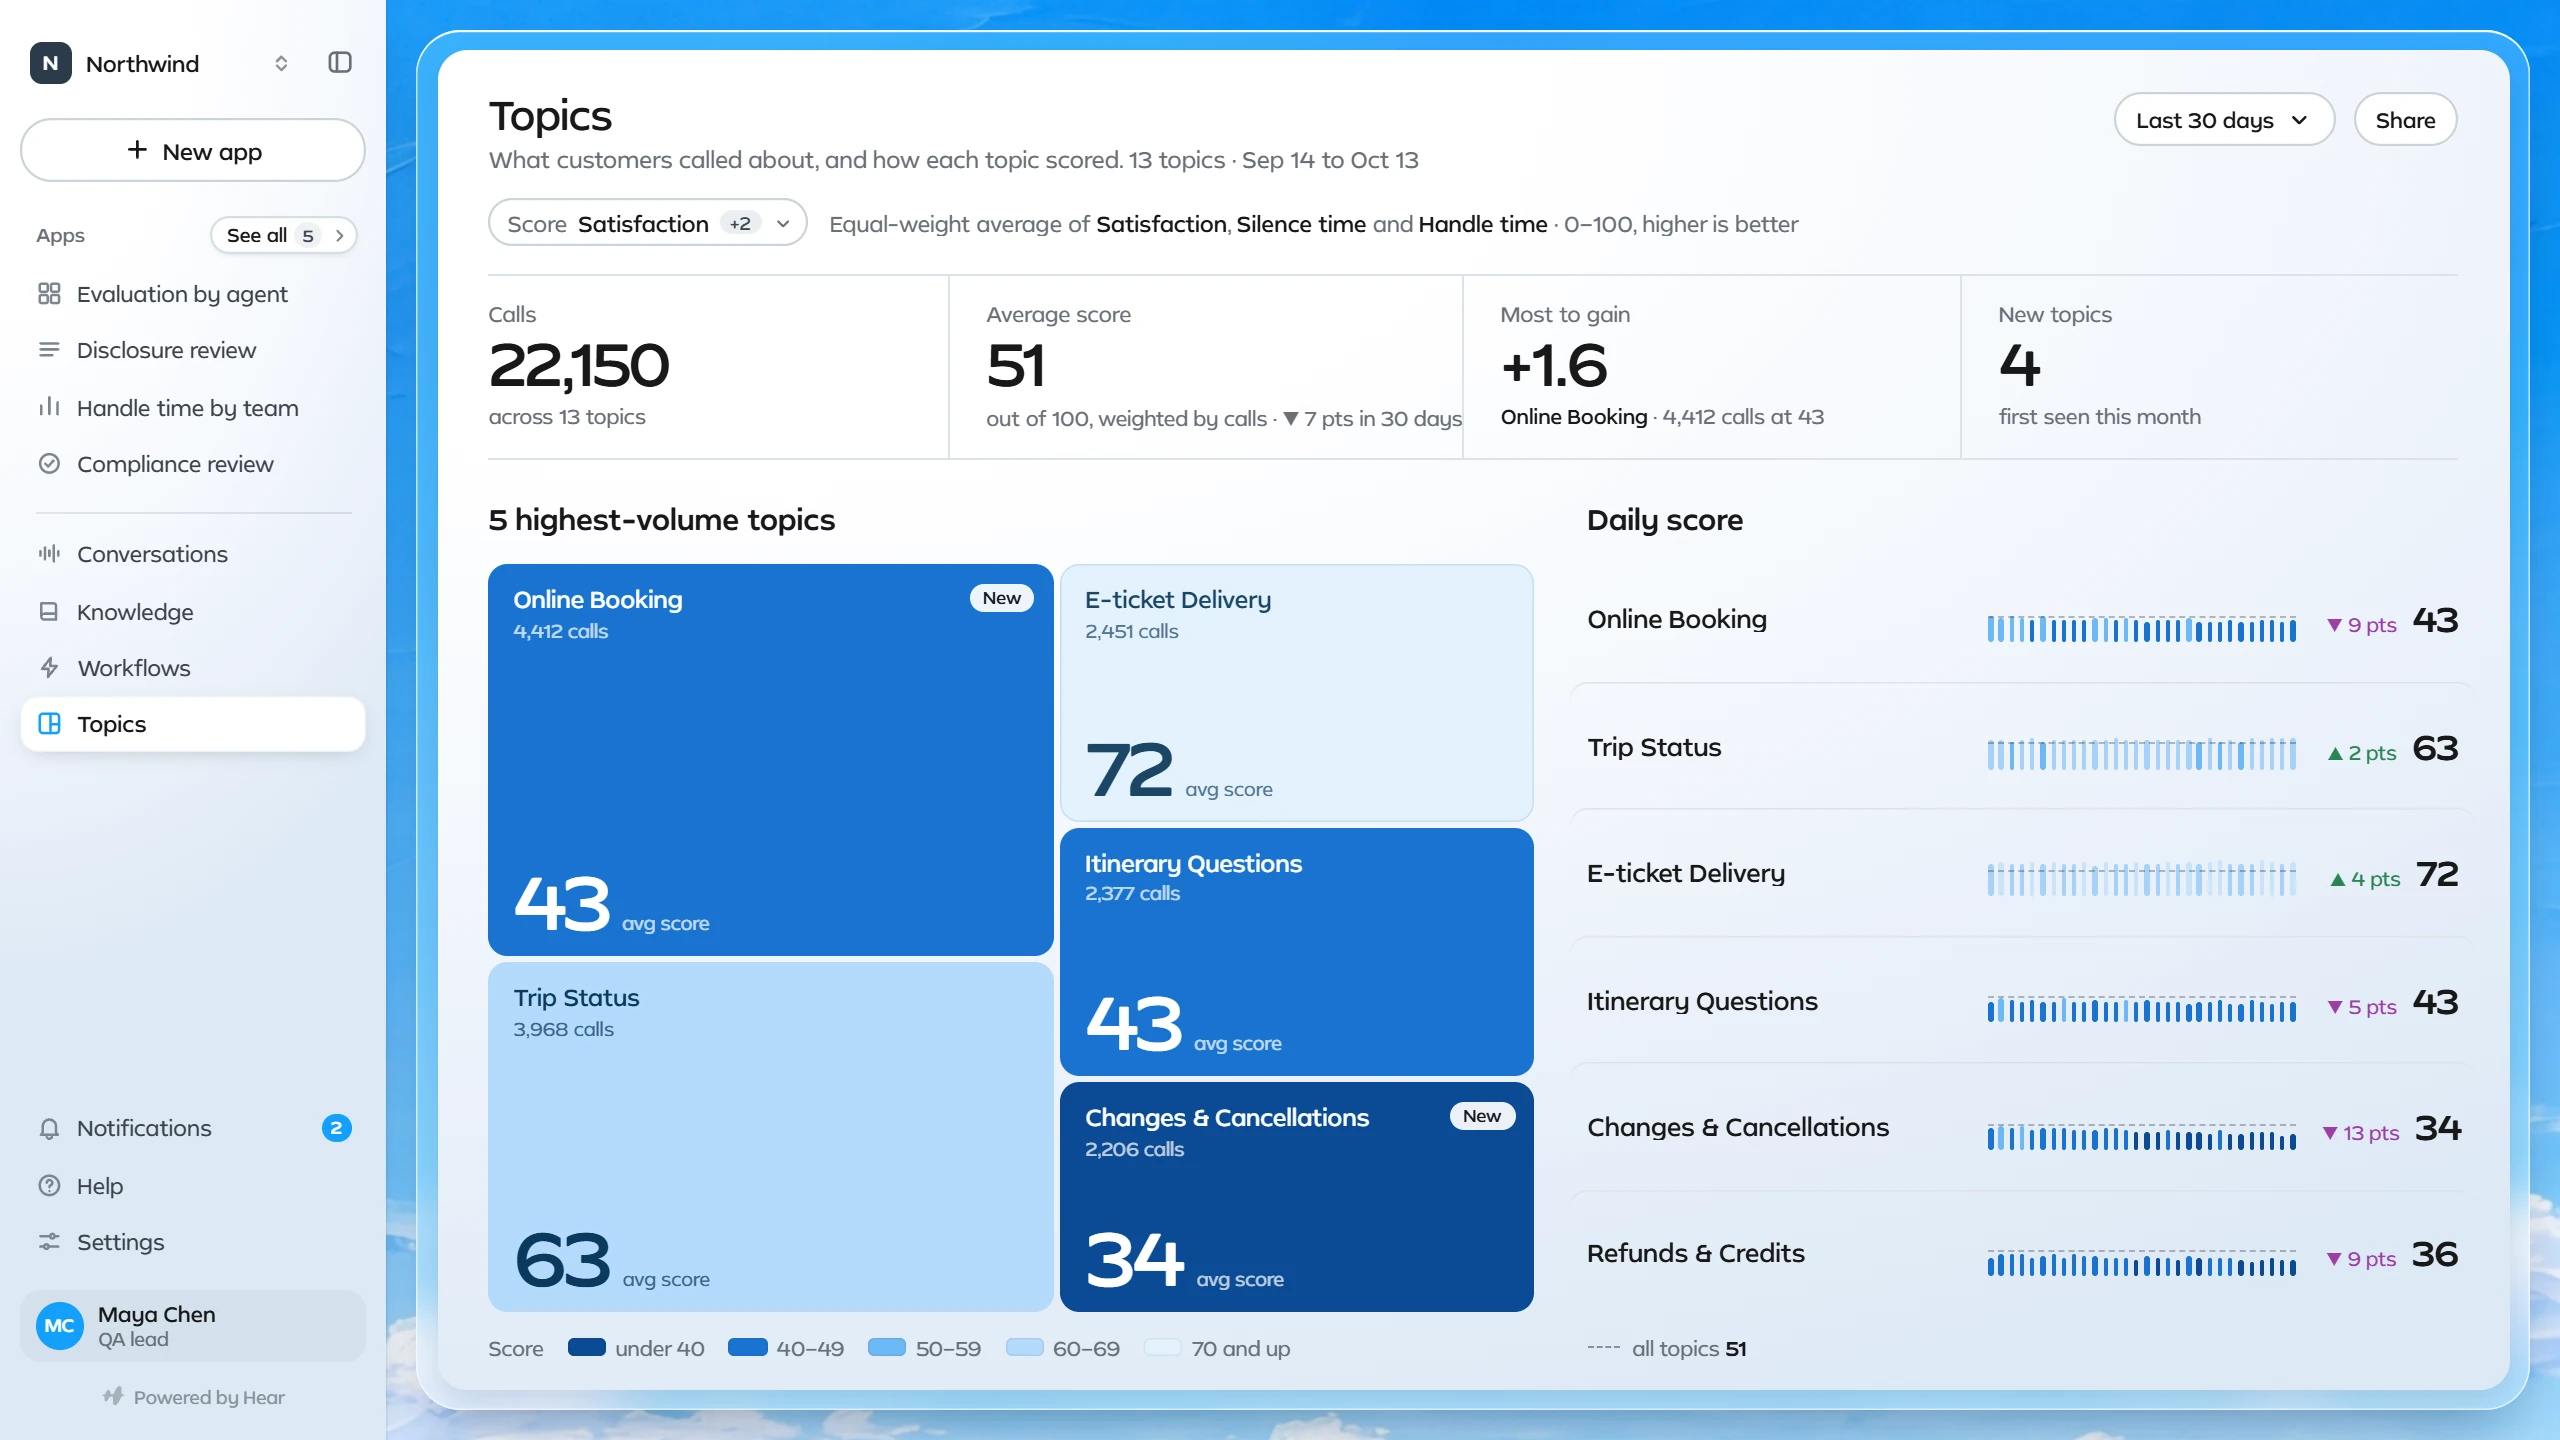 N Northwind
New app
Apps
See all 5
Evaluation by agent
Disclosure review
Handle time by team
Compliance review
Conversations
Knowledge
Workflows
Topics
Notifications 2
Help
Settings
MC Maya Chen
QA lead
Powered by Hear
Topics
What customers called about, and how each topic scored. 13 topics · Sep 14 to Oct 13
Last 30 days
Share
Score Satisfaction +2
Equal-weight average of Satisfaction, Silence time and Handle time · 0–100, higher is better
Calls
22,150
across 13 topics
Average score
51
out of 100, weighted by calls · ▼ 7 pts in 30 days
Most to gain
+1.6
Online Booking · 4,412 calls at 43
New topics
4
first seen this month
5 highest-volume topics
Online Booking New
4,412 calls
43 avg score
Trip Status
3,968 calls
63 avg score
E-ticket Delivery
2,451 calls
72 avg score
Itinerary Questions
2,377 calls
43 avg score
Changes & Cancellations New
2,206 calls
34 avg score
Score under 40 40–49 50–59 60–69 70 and up
Daily score
Online Booking ▼ 9 pts 43
Trip Status ▲ 2 pts 63
E-ticket Delivery ▲ 4 pts 72
Itinerary Questions ▼ 5 pts 43
Changes & Cancellations ▼ 13 pts 34
Refunds & Credits ▼ 9 pts 36
all topics 51